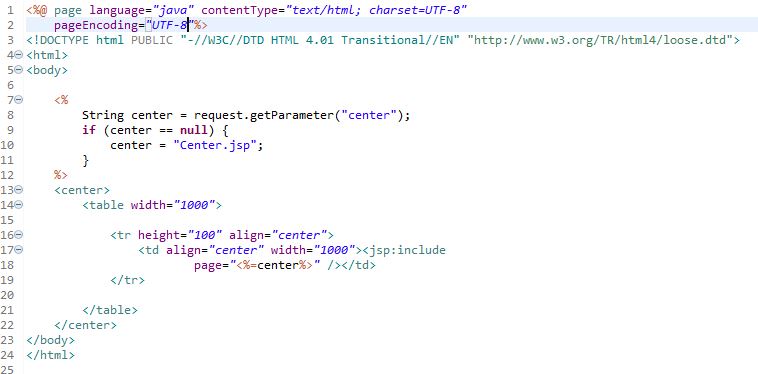 1 <%@ page language="java" contentType="text/html; charset=UTF-8"
2     pageEncoding="UTF-8"%>
3 <!DOCTYPE html PUBLIC "-//W3C//DTD HTML 4.01 Transitional//EN" "http://www.w3.org/TR/html4/loose.dtd">
4 <html>
5 <body>
6
7     <%
8         String center = request.getParameter("center");
9         if (center == null) {
10             center = "Center.jsp";
11         }
12     %>
13     <center>
14         <table width="1000">
15
16             <tr height="100" align="center">
17                 <td align="center" width="1000"><jsp:include
18                         page="<%=center%>" /></td>
19             </tr>
20
21         </table>
22     </center>
23 </body>
24 </html>
25